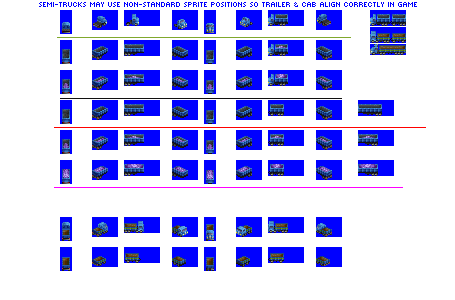 SEMI-TRUCKS MAY USE NON-STANDARD SPRITE POSITIONS SO TRAILER & CAB ALIGN CORRECTLY IN GAME